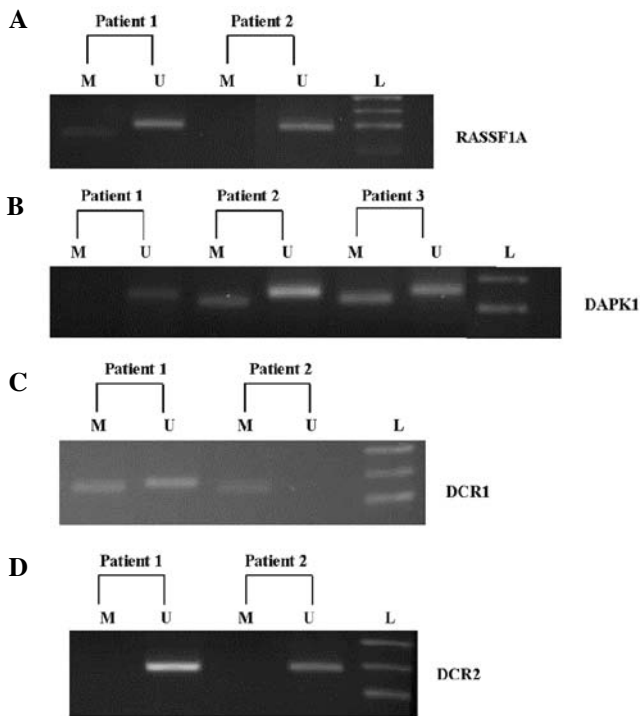 A
Patient 1 Patient 2
M U M U L
RASSF1A
B
Patient 1 Patient 2 Patient 3
M U M U M U L
DAPK1
C
Patient 1 Patient 2
M U M U L
DCR1
D
Patient 1 Patient 2
M U M U L
DCR2